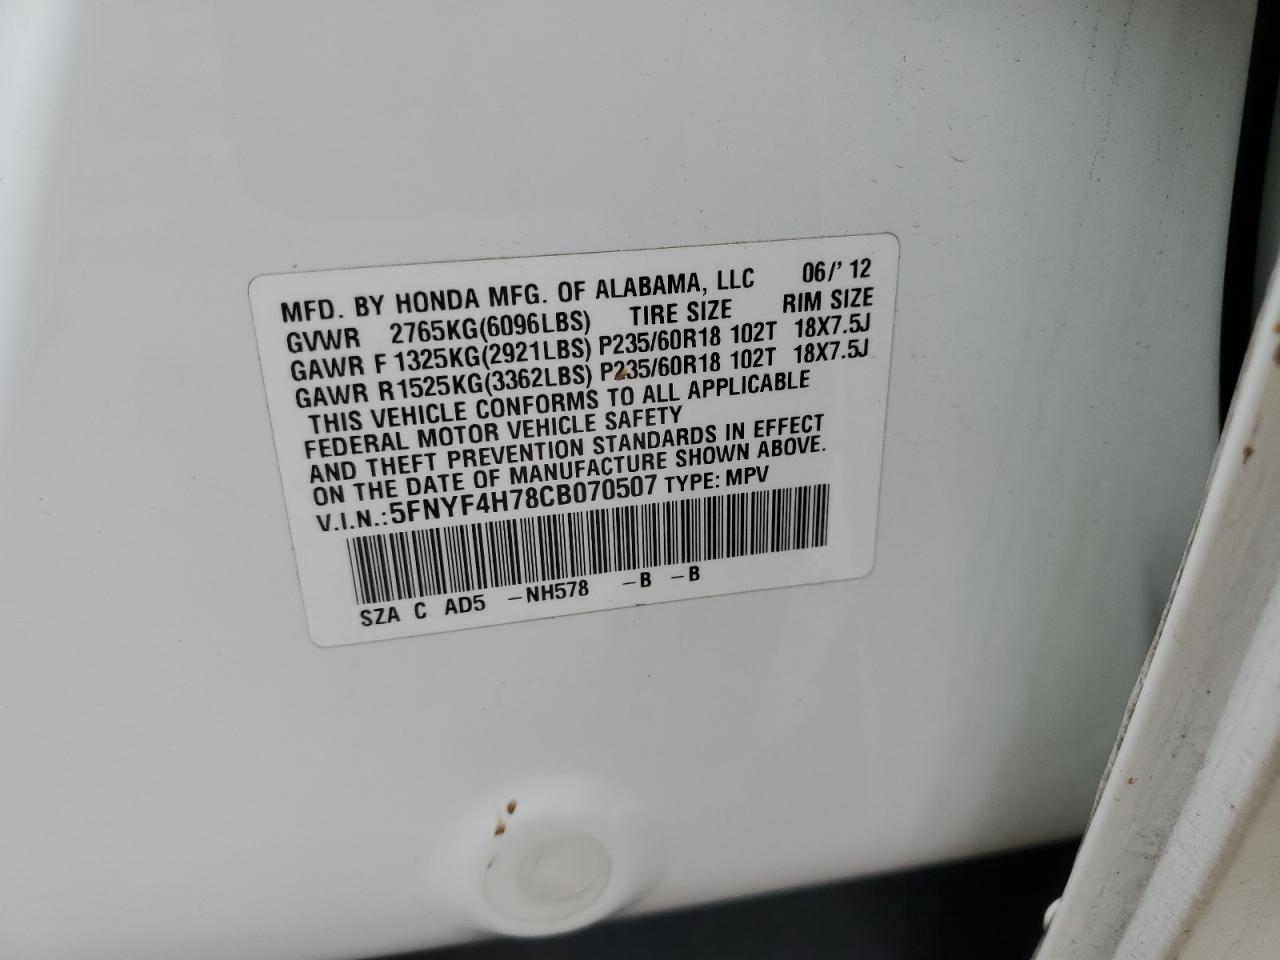 MFD. BY HONDA MFG. OF ALABAMA, LLC 06/' 12
GVWR 2765KG(6096LBS) TIRE SIZE RIM SIZE
GAWR F 1325KG(2921LBS) P235/60R18 102T 18X7.5J
GAWR R1525KG(3362LBS) P235/60R18 102T 18X7.5J
THIS VEHICLE CONFORMS TO ALL APPLICABLE
FEDERAL MOTOR VEHICLE SAFETY
AND THEFT PREVENTION STANDARDS IN EFFECT
ON THE DATE OF MANUFACTURE SHOWN ABOVE.
V.I.N.:5FNYF4H78CB070507 TYPE: MPV
SZA C AD5 –NH578 –B –B